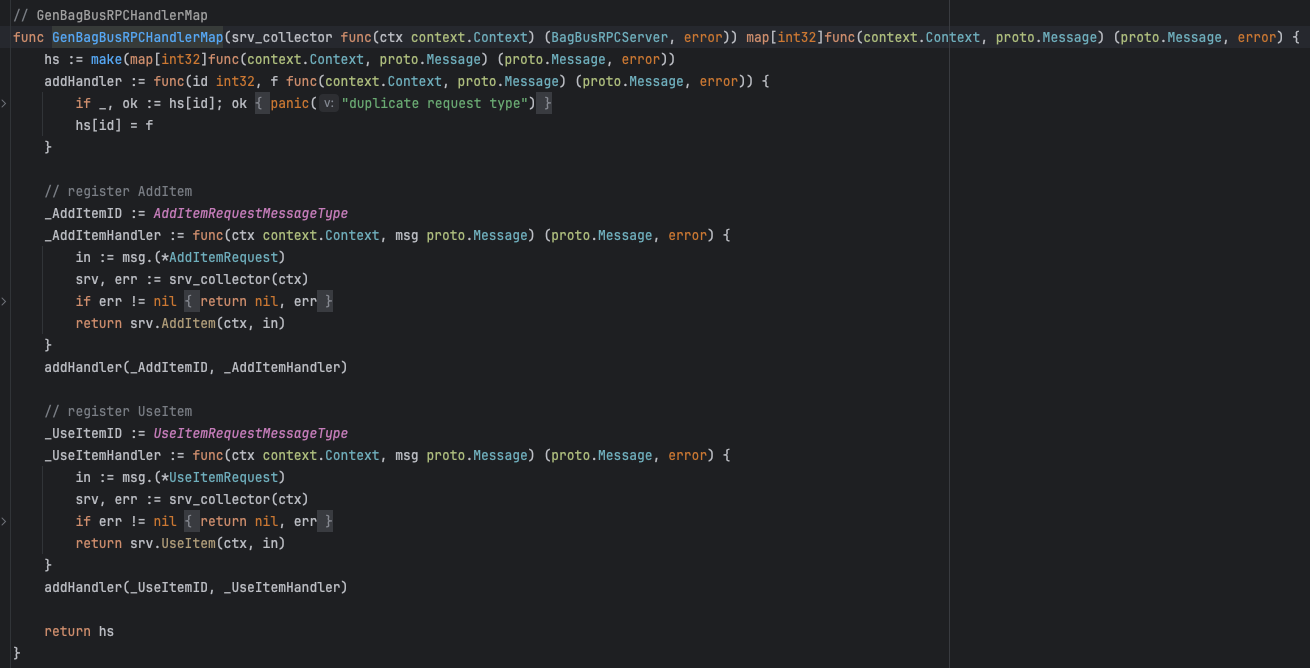 // GenBagBusRPCHandlerMap
func GenBagBusRPCHandlerMap(srv_collector func(ctx context.Context) (BagBusRPCServer, error)) map[int32]func(context.Context, proto.Message) (proto.Message, error) {
    hs := make(map[int32]func(context.Context, proto.Message) (proto.Message, error))
    addHandler := func(id int32, f func(context.Context, proto.Message) (proto.Message, error)) {
        if _, ok := hs[id]; ok { panic( v: "duplicate request type") }
        hs[id] = f
    }

    // register AddItem
    _AddItemID := AddItemRequestMessageType
    _AddItemHandler := func(ctx context.Context, msg proto.Message) (proto.Message, error) {
        in := msg.(*AddItemRequest)
        srv, err := srv_collector(ctx)
        if err != nil { return nil, err }
        return srv.AddItem(ctx, in)
    }
    addHandler(_AddItemID, _AddItemHandler)

    // register UseItem
    _UseItemID := UseItemRequestMessageType
    _UseItemHandler := func(ctx context.Context, msg proto.Message) (proto.Message, error) {
        in := msg.(*UseItemRequest)
        srv, err := srv_collector(ctx)
        if err != nil { return nil, err }
        return srv.UseItem(ctx, in)
    }
    addHandler(_UseItemID, _UseItemHandler)

    return hs
}